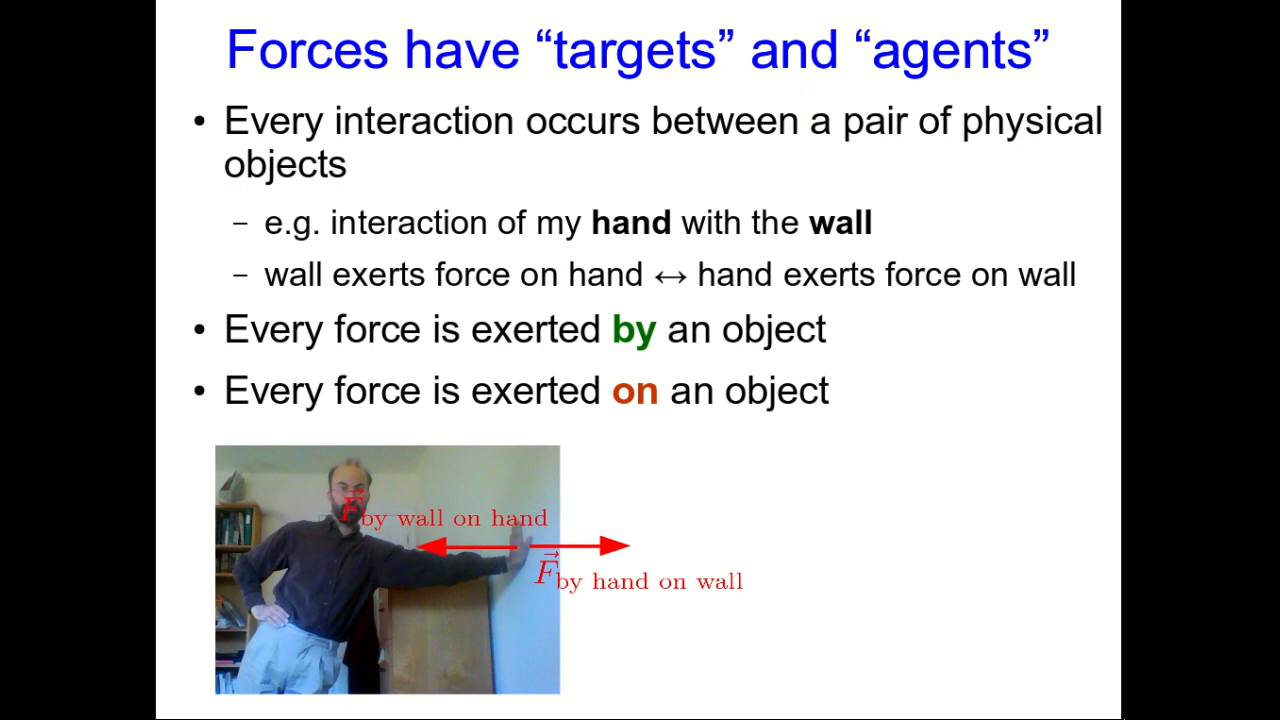 Forces have “targets” and “agents”
• Every interaction occurs between a pair of physical
objects
– e.g. interaction of my hand with the wall
– wall exerts force on hand ↔ hand exerts force on wall
• Every force is exerted by an object
• Every force is exerted on an object
F⃗by wall on hand
F⃗by hand on wall